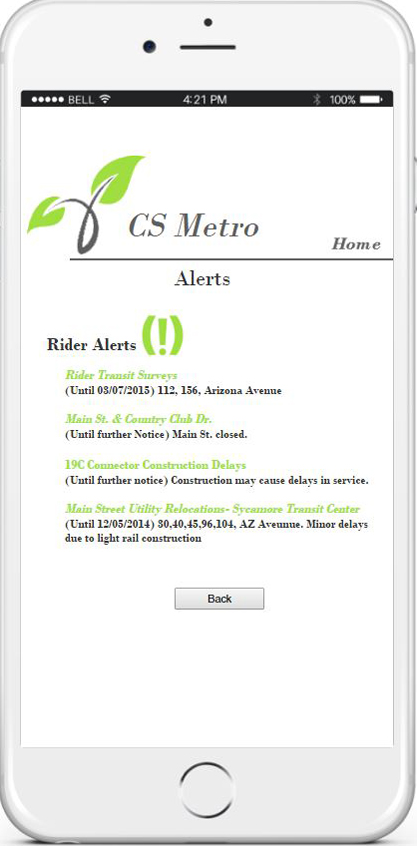 BELL 4:21 PM 100%
CS Metro
Home
Alerts
Rider Alerts (!)
Rider Transit Surveys
(Until 03/07/2015) 112, 156, Arizona Avenue
Main St. & Country Club Dr.
(Until further Notice) Main St. closed.
19C Connector Construction Delays
(Until further notice) Construction may cause delays in service.
Main Street Utility Relocations- Sycamore Transit Center
(Until 12/05/2014) 30,40,45,96,104, AZ Aveunue. Minor delays
due to light rail construction
Back